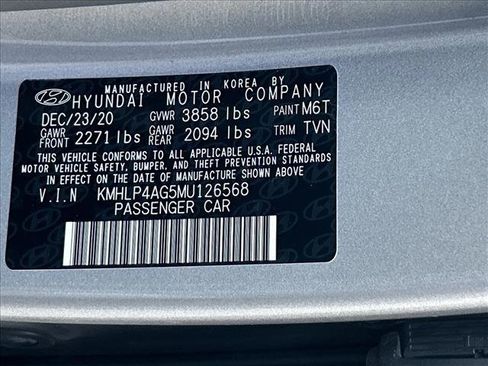 MANUFACTURED IN KOREA BY
HYUNDAI MOTOR COMPANY
DEC/23/20 GVWR 3858 lbs PAINT M6T
GAWR FRONT 2271 lbs GAWR REAR 2094 lbs TRIM TVN
THIS VEHICLE CONFORMS TO ALL APPLICABLE U.S.A. FEDERAL
MOTOR VEHICLE SAFETY, BUMPER, AND THEFT PREVENTION STANDARDS
IN EFFECT ON THE DATE OF MANUFACTURE SHOWN ABOVE.
V.I.N KMHLP4AG5MU126568
PASSENGER CAR